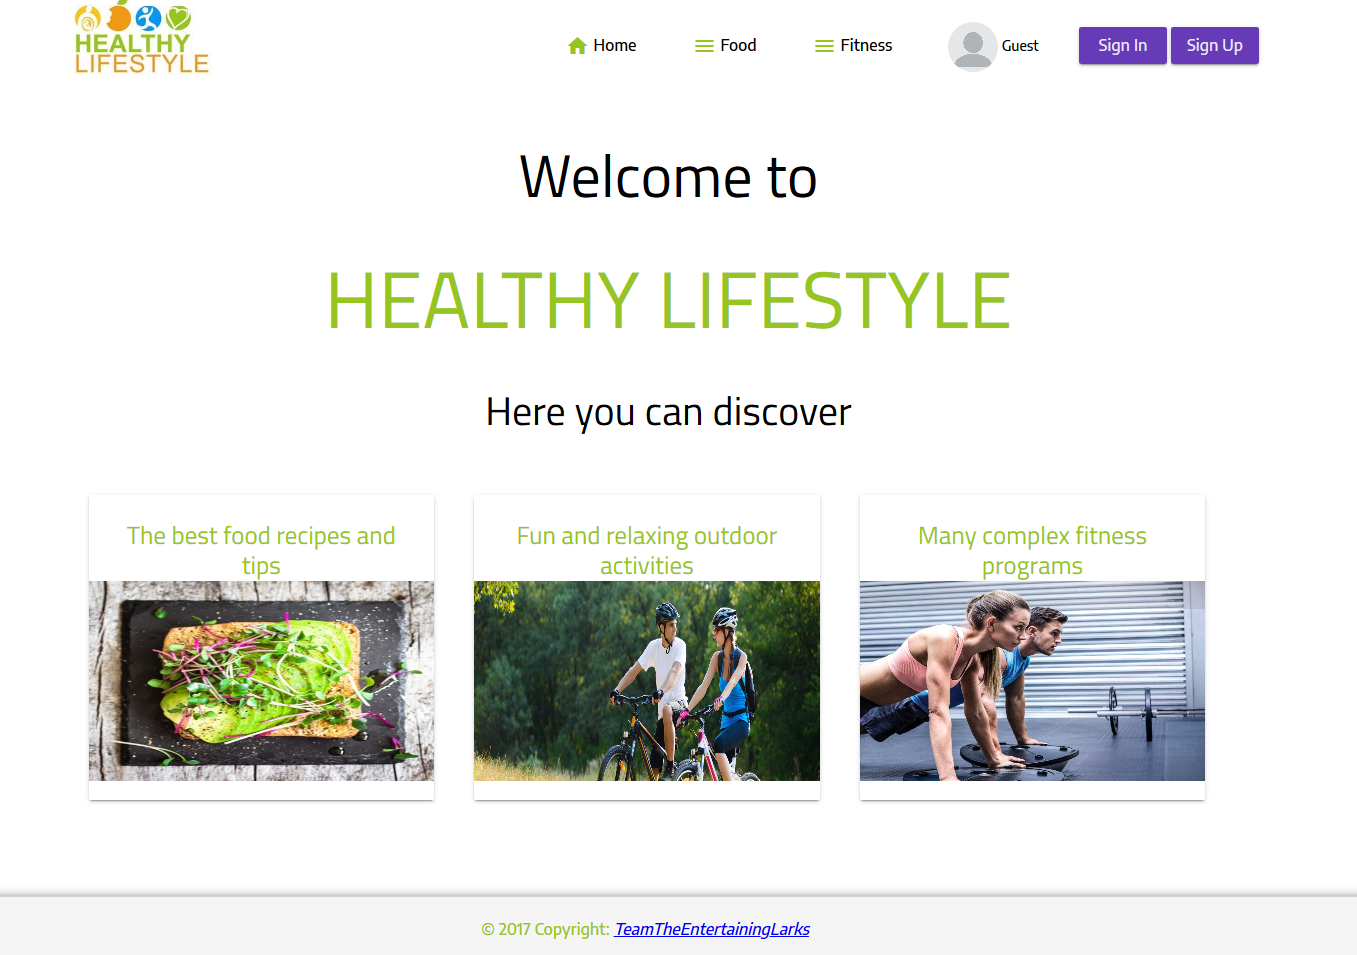 HEALTHY
LIFESTYLE
Home
Food
Fitness
Guest
Sign In
Sign Up
Welcome to
HEALTHY LIFESTYLE
Here you can discover
The best food recipes and
tips
Fun and relaxing outdoor
activities
Many complex fitness
programs
© 2017 Copyright: TeamTheEntertainingLarks